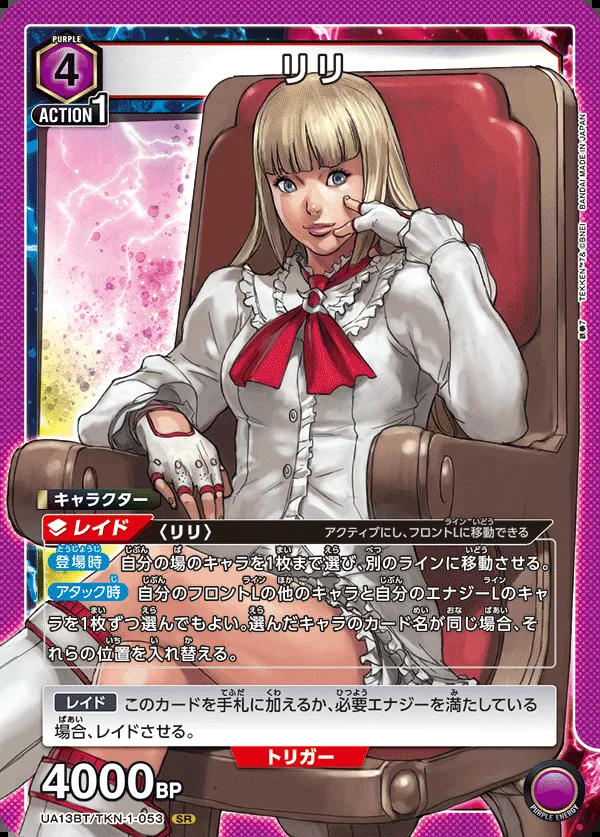 PURPLE
4
リリ
ACTION 1
鉄拳7 TEKKEN™7& ©BNEI BANDAI MADE IN JAPAN
キャラクター
レイド 〈リリ〉 アクティブにし、フロントLに移動できる
登場時 自分の場のキャラを1枚まで選び、別のラインに移動させる。
アタック時 自分のフロントLの他のキャラと自分のエナジーLのキャ
ラを1枚ずつ選んでもよい。選んだキャラのカード名が同じ場合、そ
れらの位置を入れ替える。
レイド このカードを手札に加えるか、必要エナジーを満たしている
場合、レイドさせる。
トリガー
4000BP
UA13BT/TKN-1-053 SR
PURPLE ENERGY